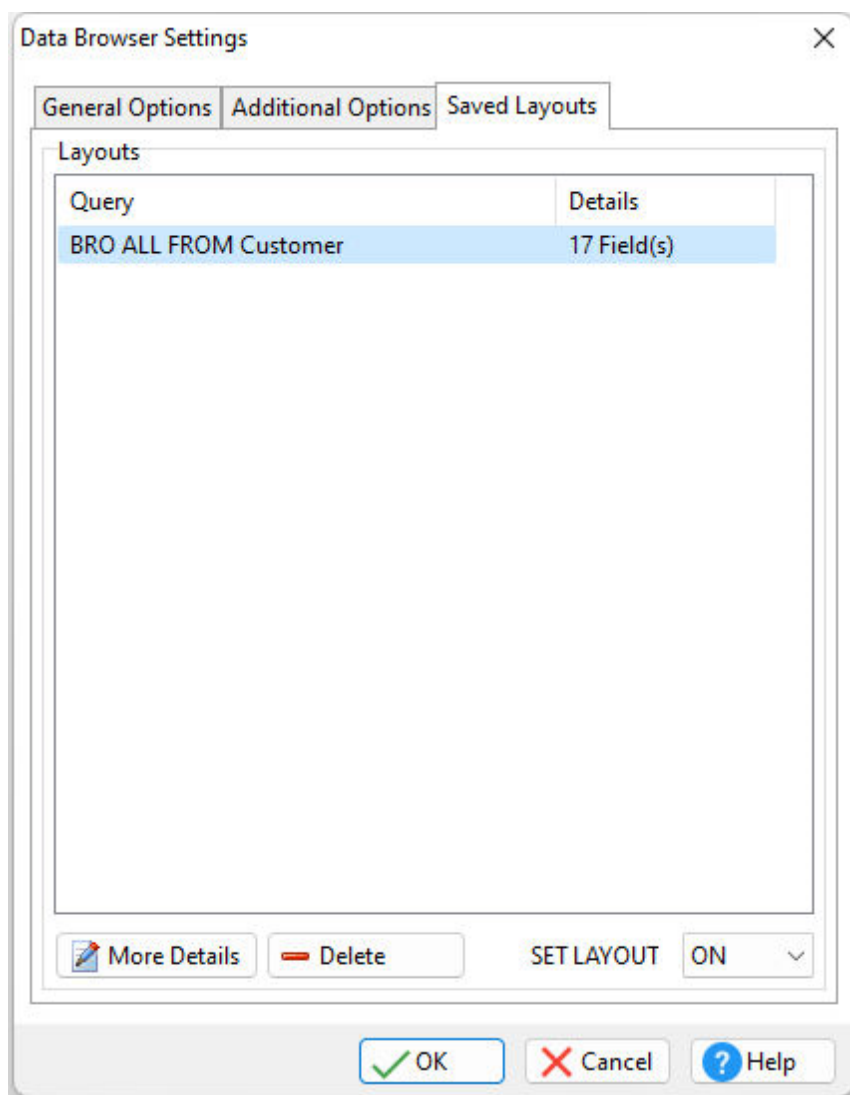 Data Browser Settings
General Options Additional Options Saved Layouts
Layouts
Query Details
BRO ALL FROM Customer 17 Field(s)
More Details Delete SET LAYOUT ON
OK Cancel ? Help